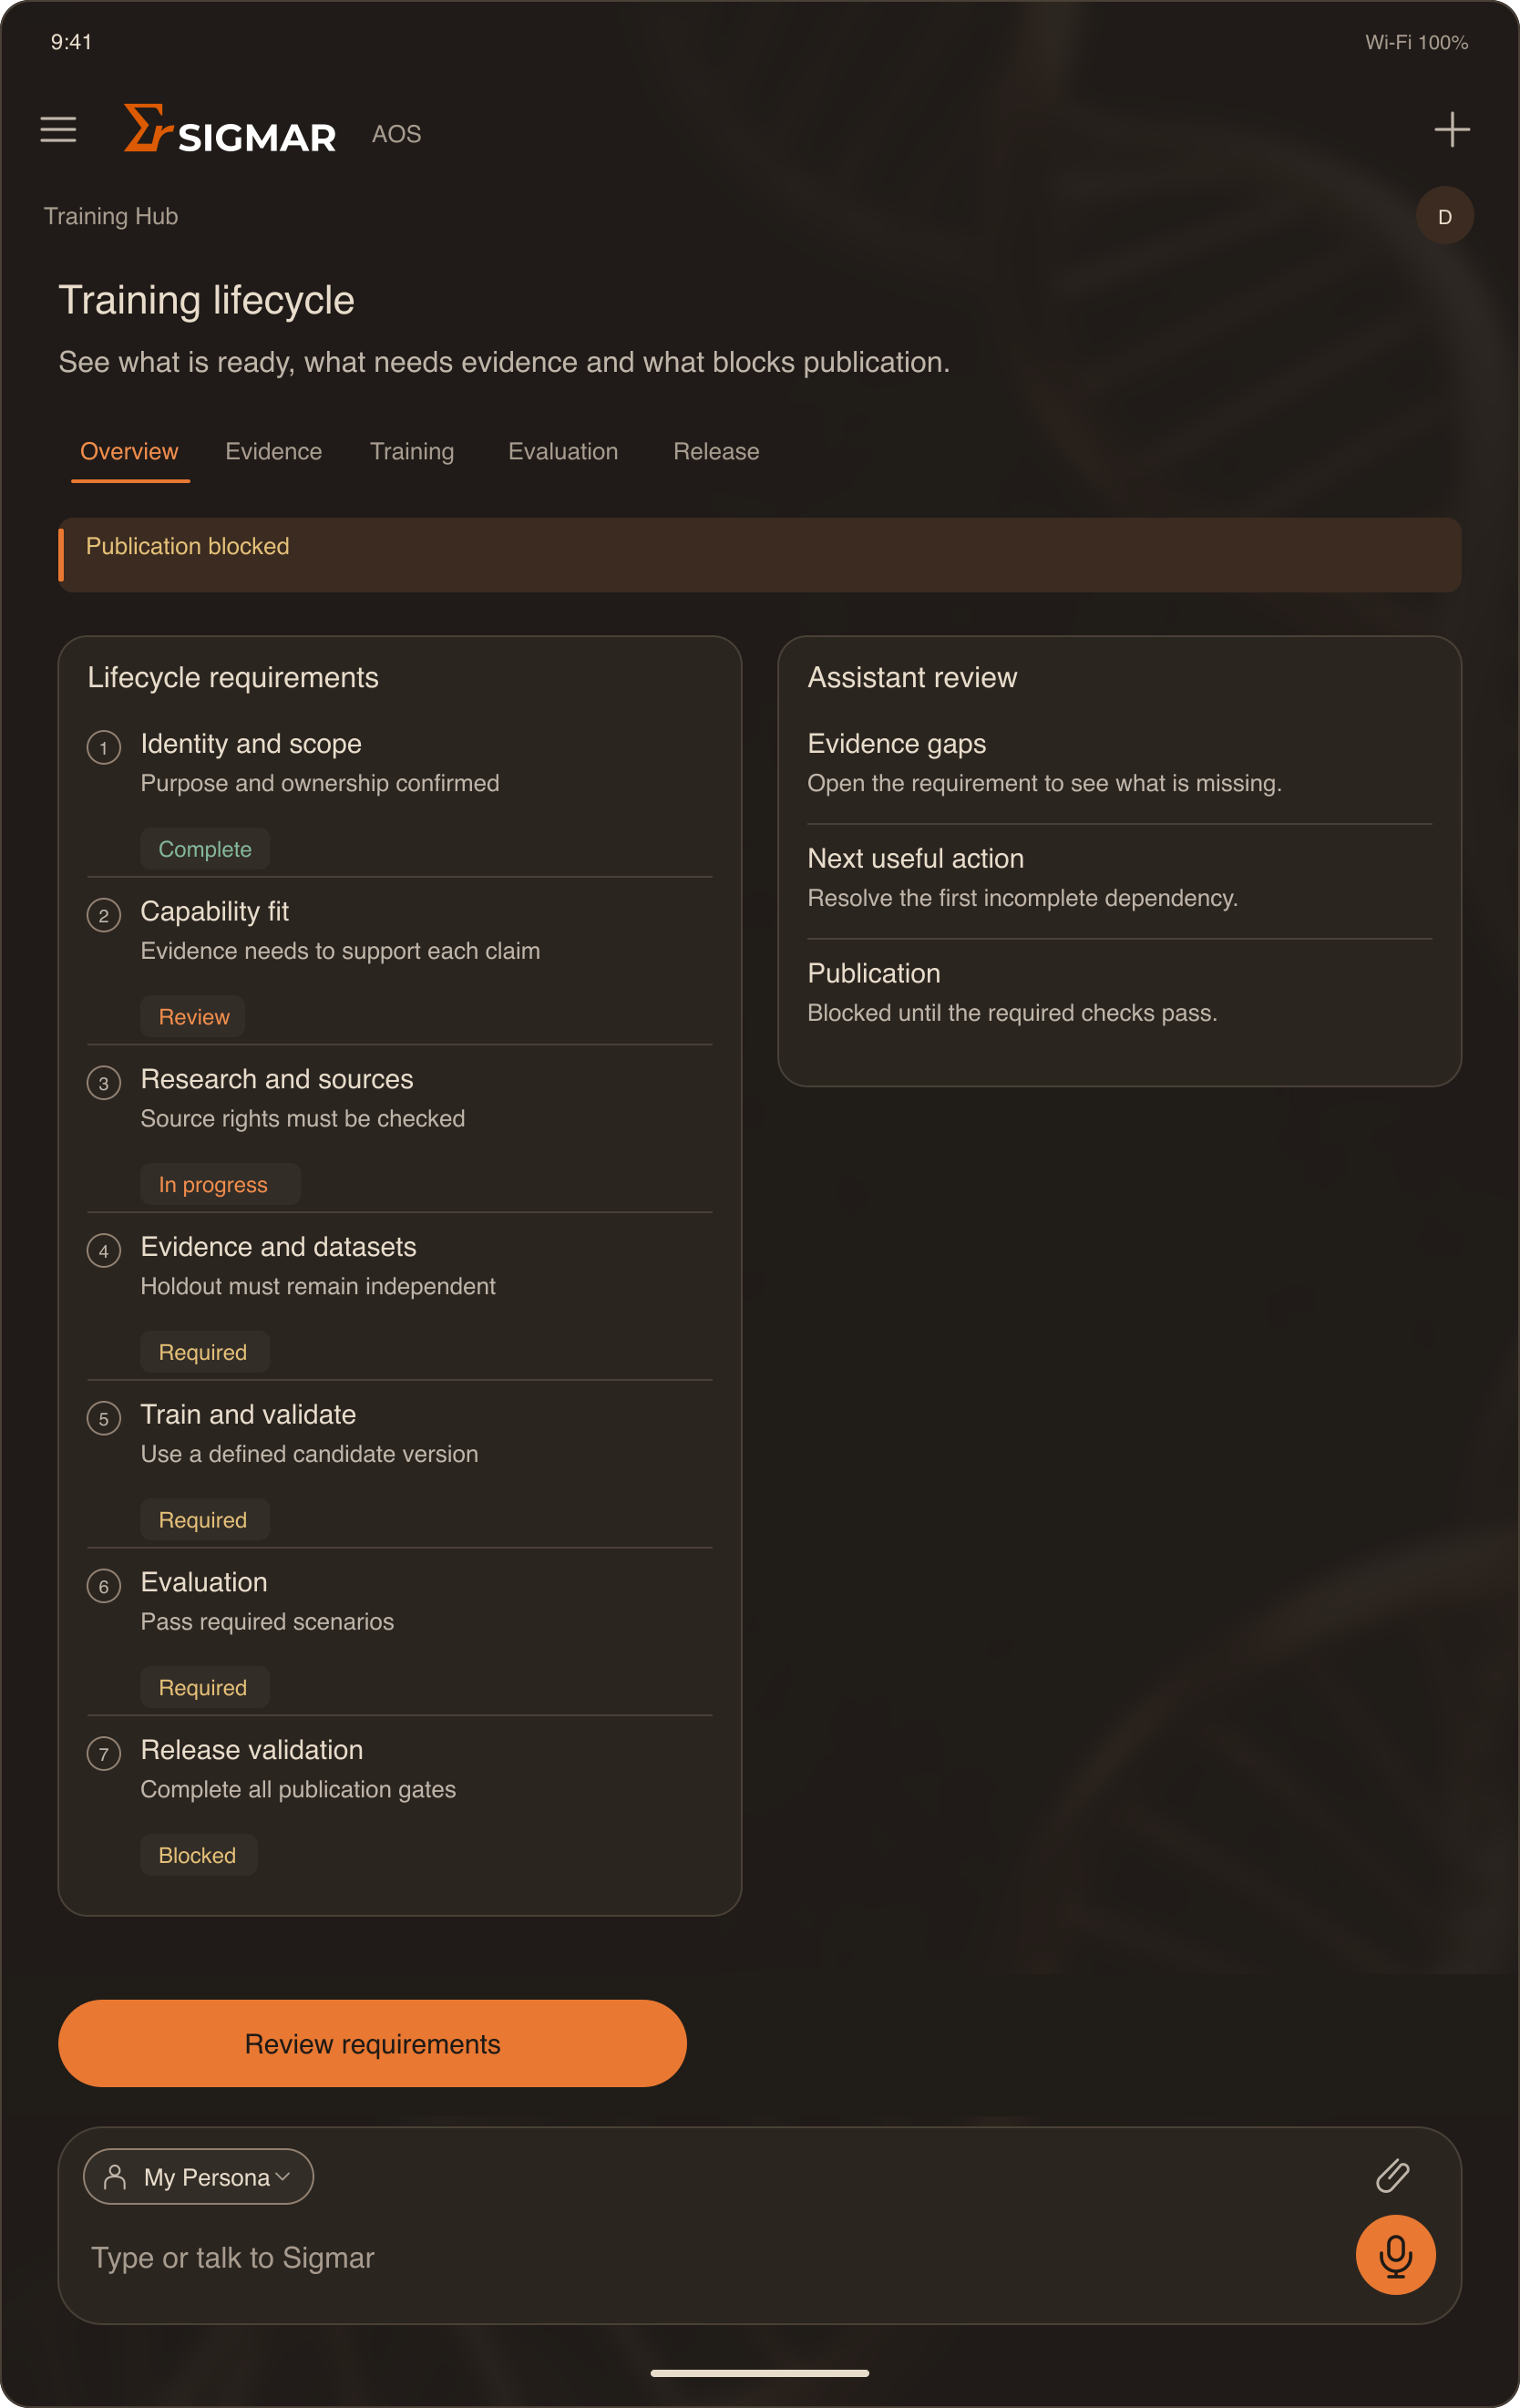 9:41
Wi-Fi 100%
Σr SIGMAR AOS
Training Hub
D
Training lifecycle
See what is ready, what needs evidence and what blocks publication.
Overview Evidence Training Evaluation Release
Publication blocked
Lifecycle requirements
1 Identity and scope
Purpose and ownership confirmed
Complete
2 Capability fit
Evidence needs to support each claim
Review
3 Research and sources
Source rights must be checked
In progress
4 Evidence and datasets
Holdout must remain independent
Required
5 Train and validate
Use a defined candidate version
Required
6 Evaluation
Pass required scenarios
Required
7 Release validation
Complete all publication gates
Blocked
Assistant review
Evidence gaps
Open the requirement to see what is missing.
Next useful action
Resolve the first incomplete dependency.
Publication
Blocked until the required checks pass.
Review requirements
My Persona
Type or talk to Sigmar